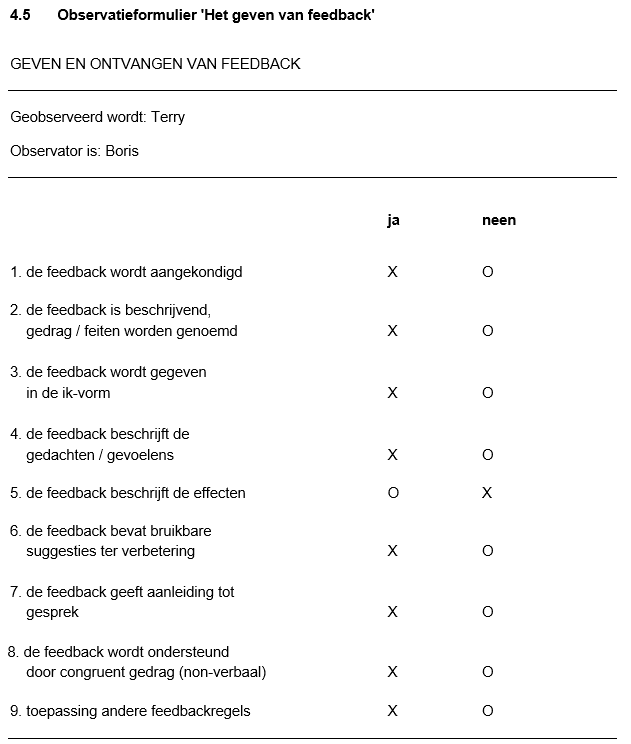 4.5 Observatieformulier 'Het geven van feedback'
GEVEN EN ONTVANGEN VAN FEEDBACK
Geobserveerd wordt: Terry
Observator is: Boris
ja neen
1. de feedback wordt aangekondigd X O
2. de feedback is beschrijvend,
gedrag / feiten worden genoemd X O
3. de feedback wordt gegeven
in de ik-vorm X O
4. de feedback beschrijft de
gedachten / gevoelens X O
5. de feedback beschrijft de effecten O X
6. de feedback bevat bruikbare
suggesties ter verbetering X O
7. de feedback geeft aanleiding tot
gesprek X O
8. de feedback wordt ondersteund
door congruent gedrag (non-verbaal) X O
9. toepassing andere feedbackregels X O